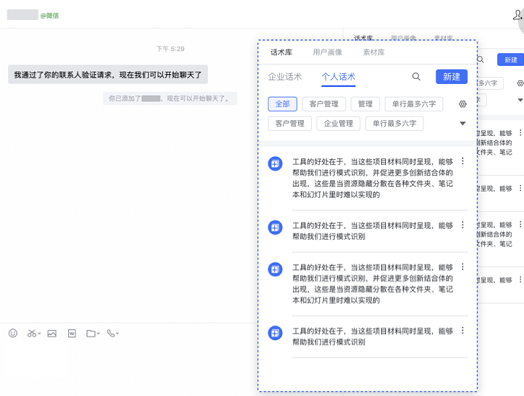 @微信
下午 5:29
我通过了你的联系人验证请求，现在我们可以开始聊天了
你已添加了，现在可以开始聊天了。
话术库 用户画像 素材库
企业话术 个人话术 新建
全部 客户管理 管理 单行最多六字
客户管理 企业管理 单行最多六字
工具的好处在于，当这些项目材料同时呈现，能够
帮助我们进行模式识别，并促进更多创新结合体的
出现，这些是当资源隐藏分散在各种文件夹、笔记
本和幻灯片里时难以实现的
工具的好处在于，当这些项目材料同时呈现，能够
帮助我们进行模式识别
工具的好处在于，当这些项目材料同时呈现，能够
帮助我们进行模式识别，并促进更多创新结合体的
出现，这些是当资源隐藏分散在各种文件夹、笔记
本和幻灯片里时难以实现的
工具的好处在于，当这些项目材料同时呈现，能够
帮助我们进行模式识别
新建
最多六字
呈现，能够
创新结合体的
文件夹、笔记
呈现，能够
呈现，能够
创新结合体的
文件夹、笔记
呈现，能够